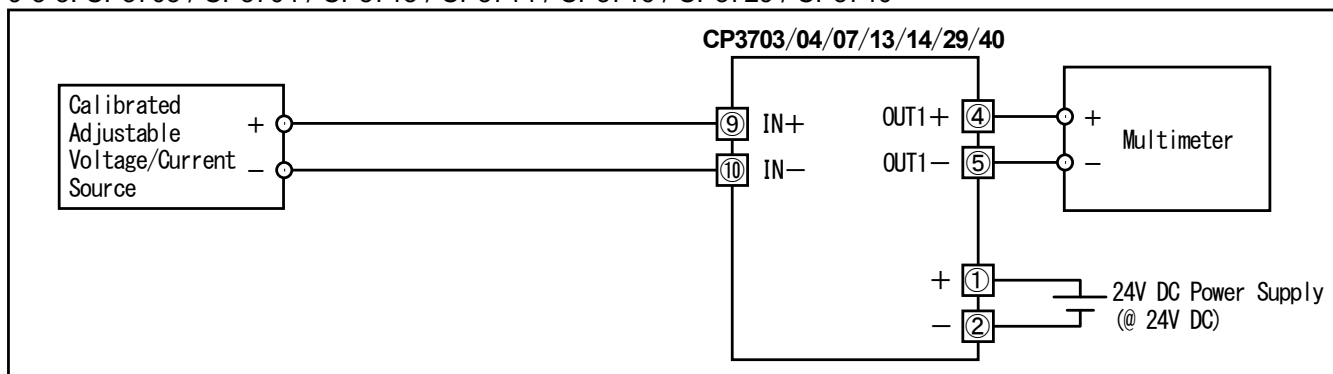 CP3703/04/07/13/14/29/40
Calibrated
Adjustable
Voltage/Current
Source
+
−
⑨ IN+
⑩ IN−
OUT1+ ④
OUT1− ⑤
+
−
Multimeter
+ ①
− ②
24V DC Power Supply
(@ 24V DC)